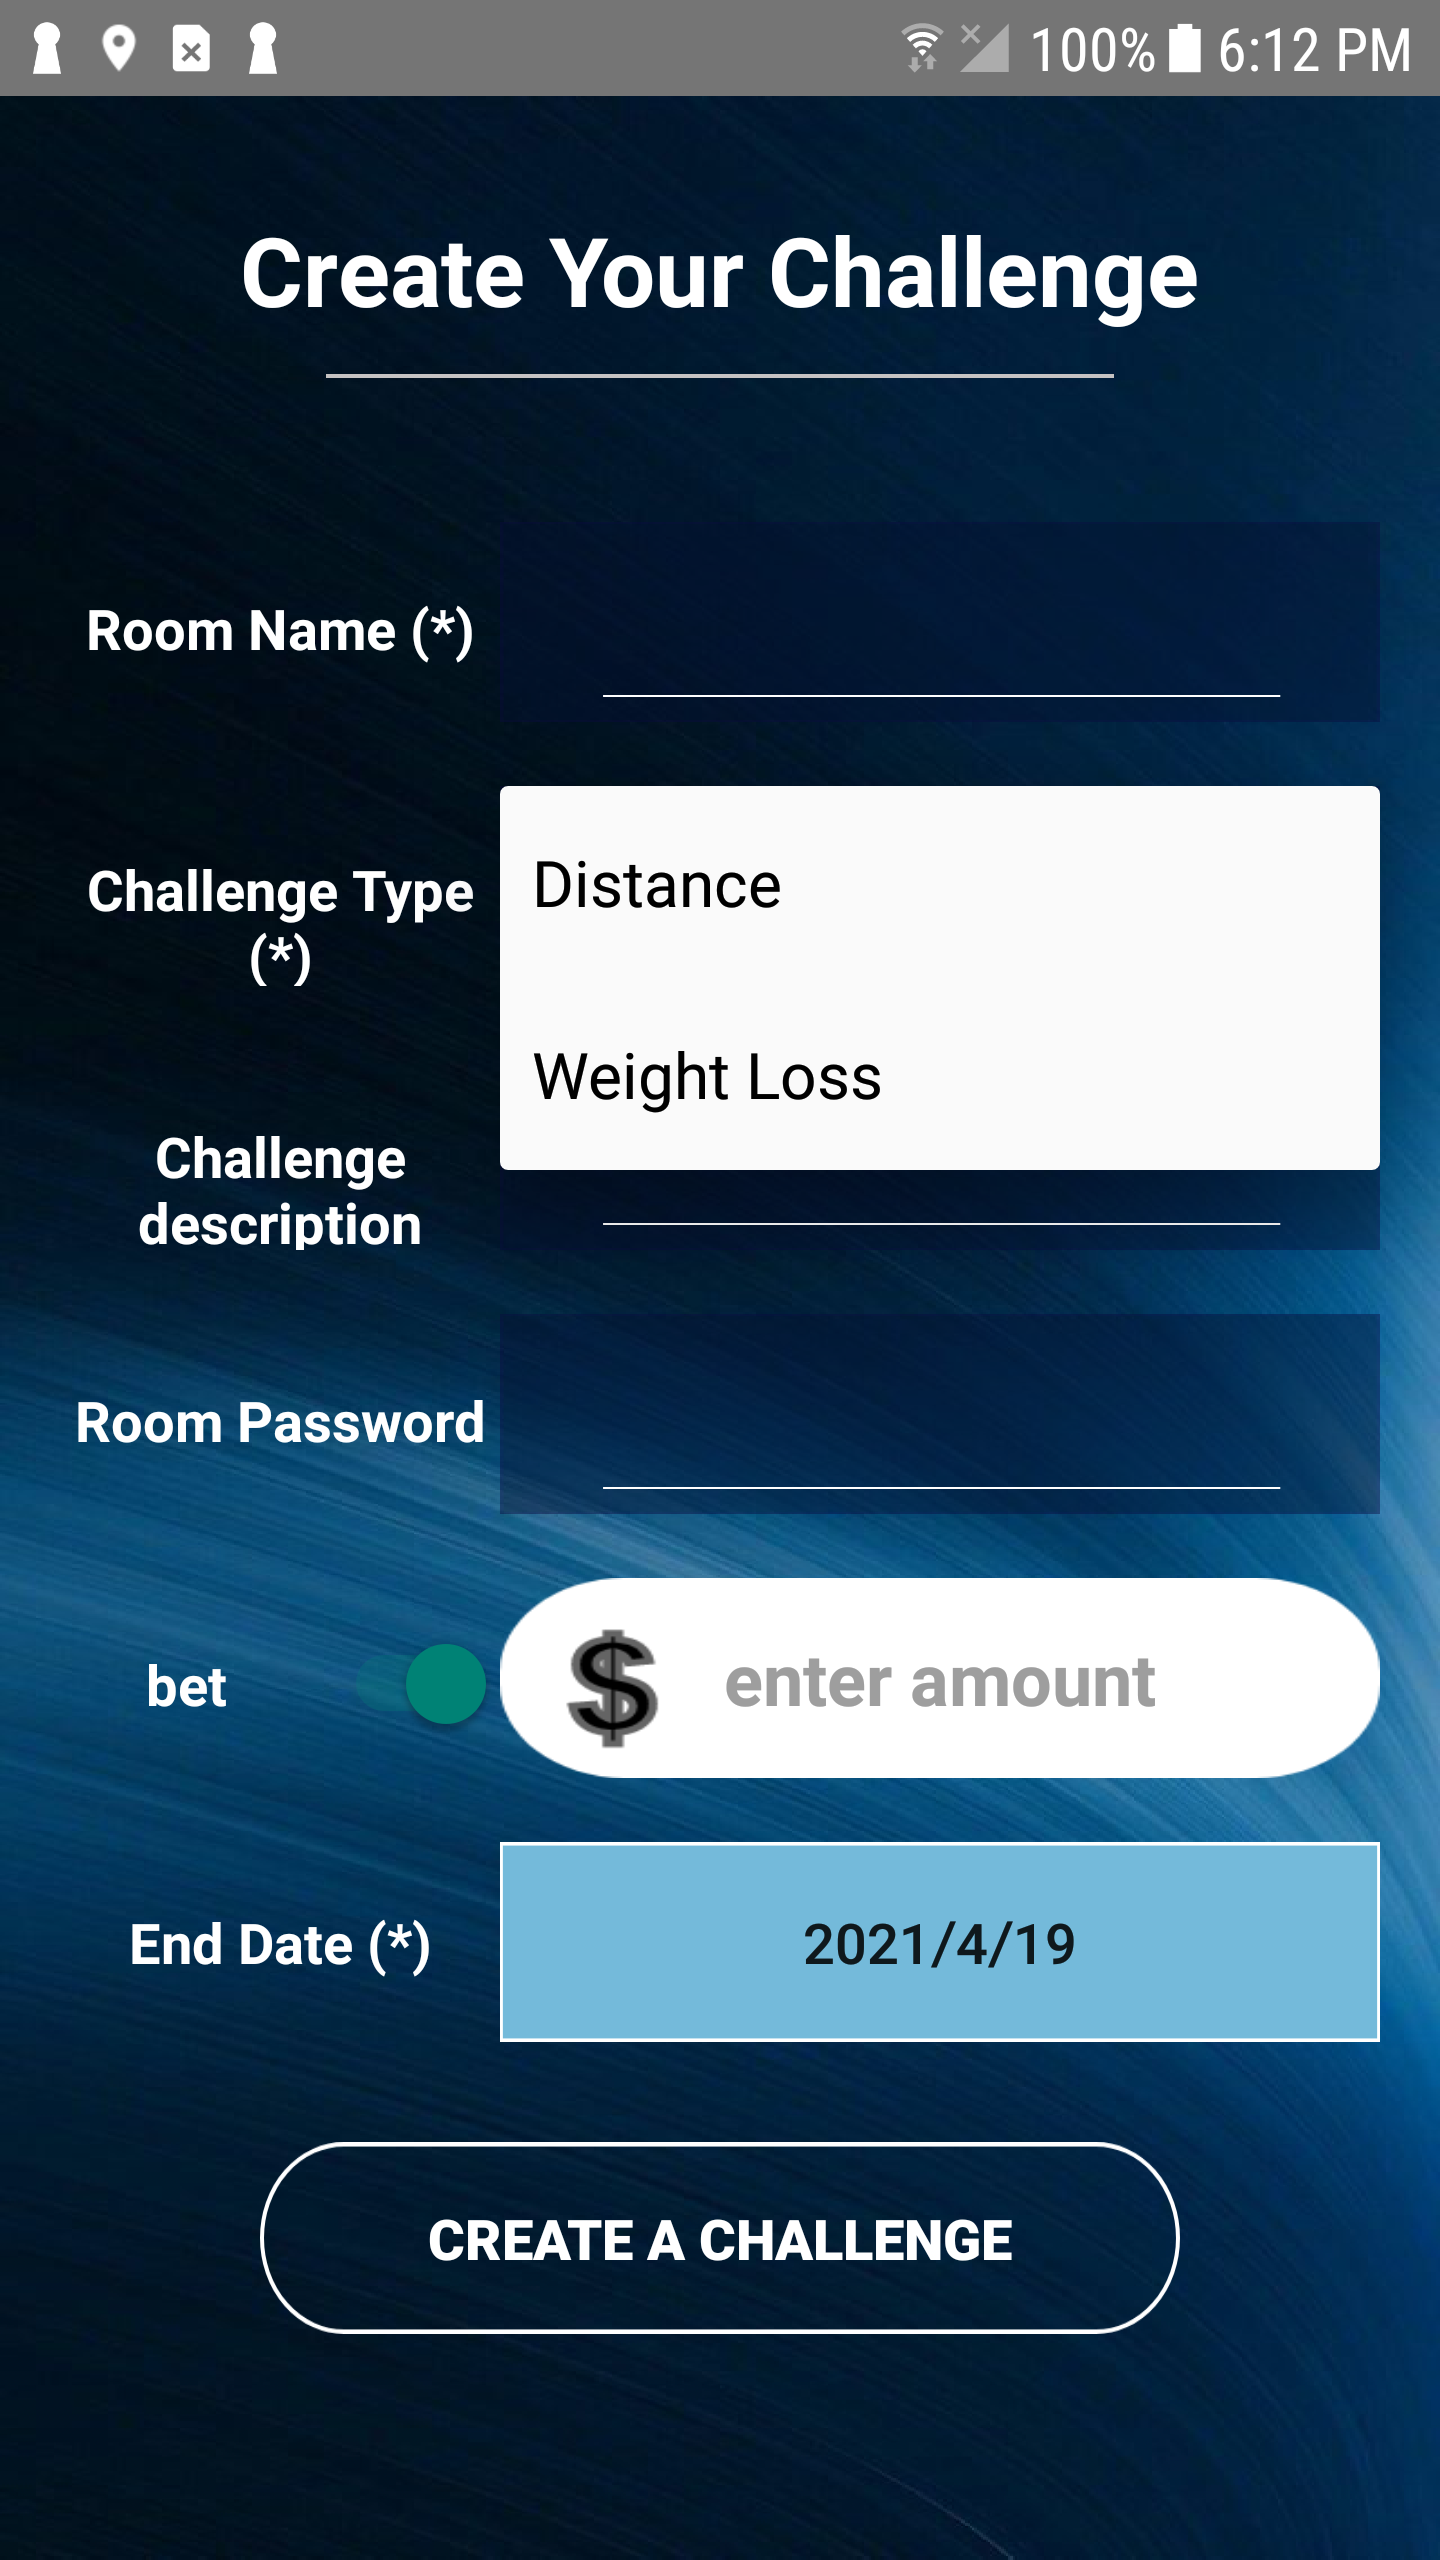 100% 6:12 PM
Create Your Challenge
Room Name (*)
Challenge Type
(*)
Distance
Weight Loss
Challenge
description
Room Password
bet
$ enter amount
End Date (*)
2021/4/19
CREATE A CHALLENGE